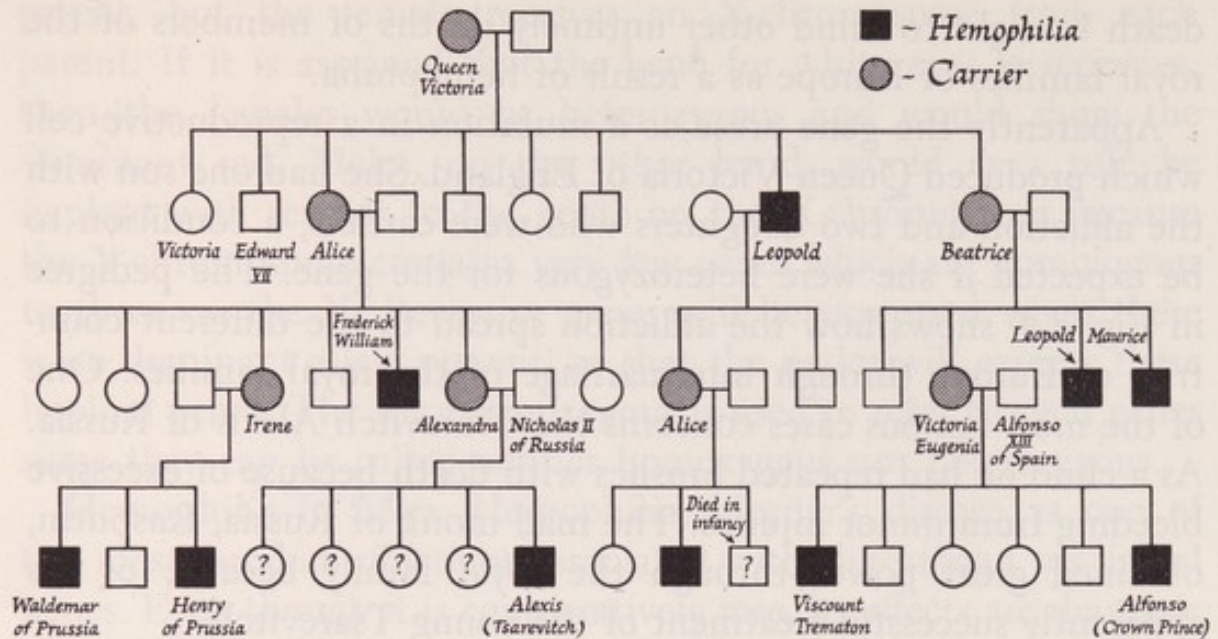 Queen
Victoria
- Hemophilia
- Carrier
Victoria
Edward
VII
Alice
Leopold
Beatrice
Frederick
William
Leopold
Maurice
Irene
Alexandra
Nicholas II
of Russia
Alice
Victoria
Eugenia
Alfonso
XIII
of Spain
Died in
infancy
?
?
?
?
?
Waldemar
of Prussia
Henry
of Prussia
Alexis
(Tsarevitch)
Viscount
Trematon
Alfonso
(Crown Prince)